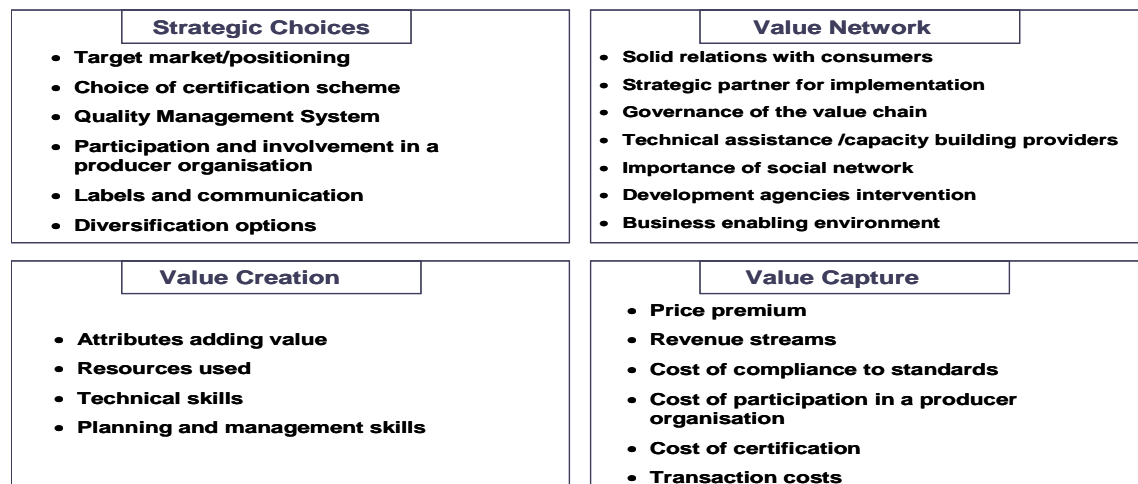 Strategic Choices
• Target market/positioning
• Choice of certification scheme
• Quality Management System
• Participation and involvement in a
producer organisation
• Labels and communication
• Diversification options
Value Network
• Solid relations with consumers
• Strategic partner for implementation
• Governance of the value chain
• Technical assistance /capacity building providers
• Importance of social network
• Development agencies intervention
• Business enabling environment
Value Creation
• Attributes adding value
• Resources used
• Technical skills
• Planning and management skills
Value Capture
• Price premium
• Revenue streams
• Cost of compliance to standards
• Cost of participation in a producer
organisation
• Cost of certification
• Transaction costs